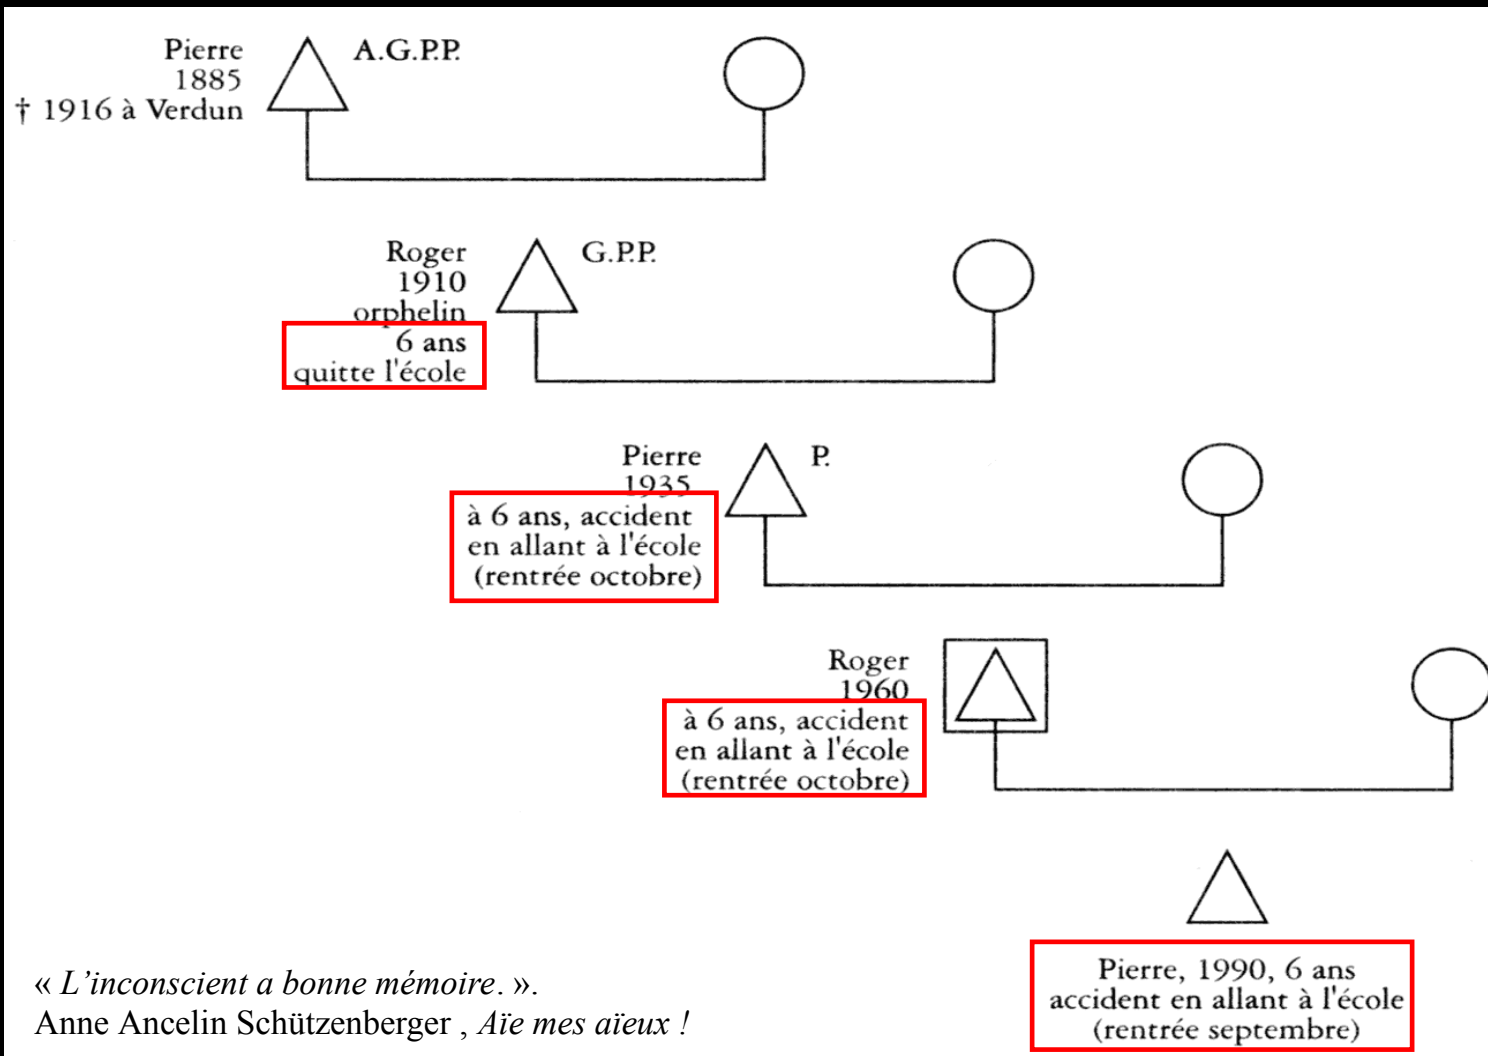 Pierre
1885
† 1916 à Verdun
A.G.P.P.
Roger
1910
orphelin
6 ans
quitte l'école
G.P.P.
Pierre
1935
à 6 ans, accident
en allant à l'école
(rentrée octobre)
P.
Roger
1960
à 6 ans, accident
en allant à l'école
(rentrée octobre)
Pierre, 1990, 6 ans
accident en allant à l'école
(rentrée septembre)
« L’inconscient a bonne mémoire. ».
Anne Ancelin Schützenberger , Aïe mes aïeux !